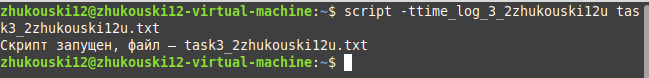 zhukouski12@zhukouski12-virtual-machine:~$ script -ttime_log_3_2zhukouski12u tas
k3_2zhukouski12u.txt
Скрипт запущен, файл — task3_2zhukouski12u.txt
zhukouski12@zhukouski12-virtual-machine:~$